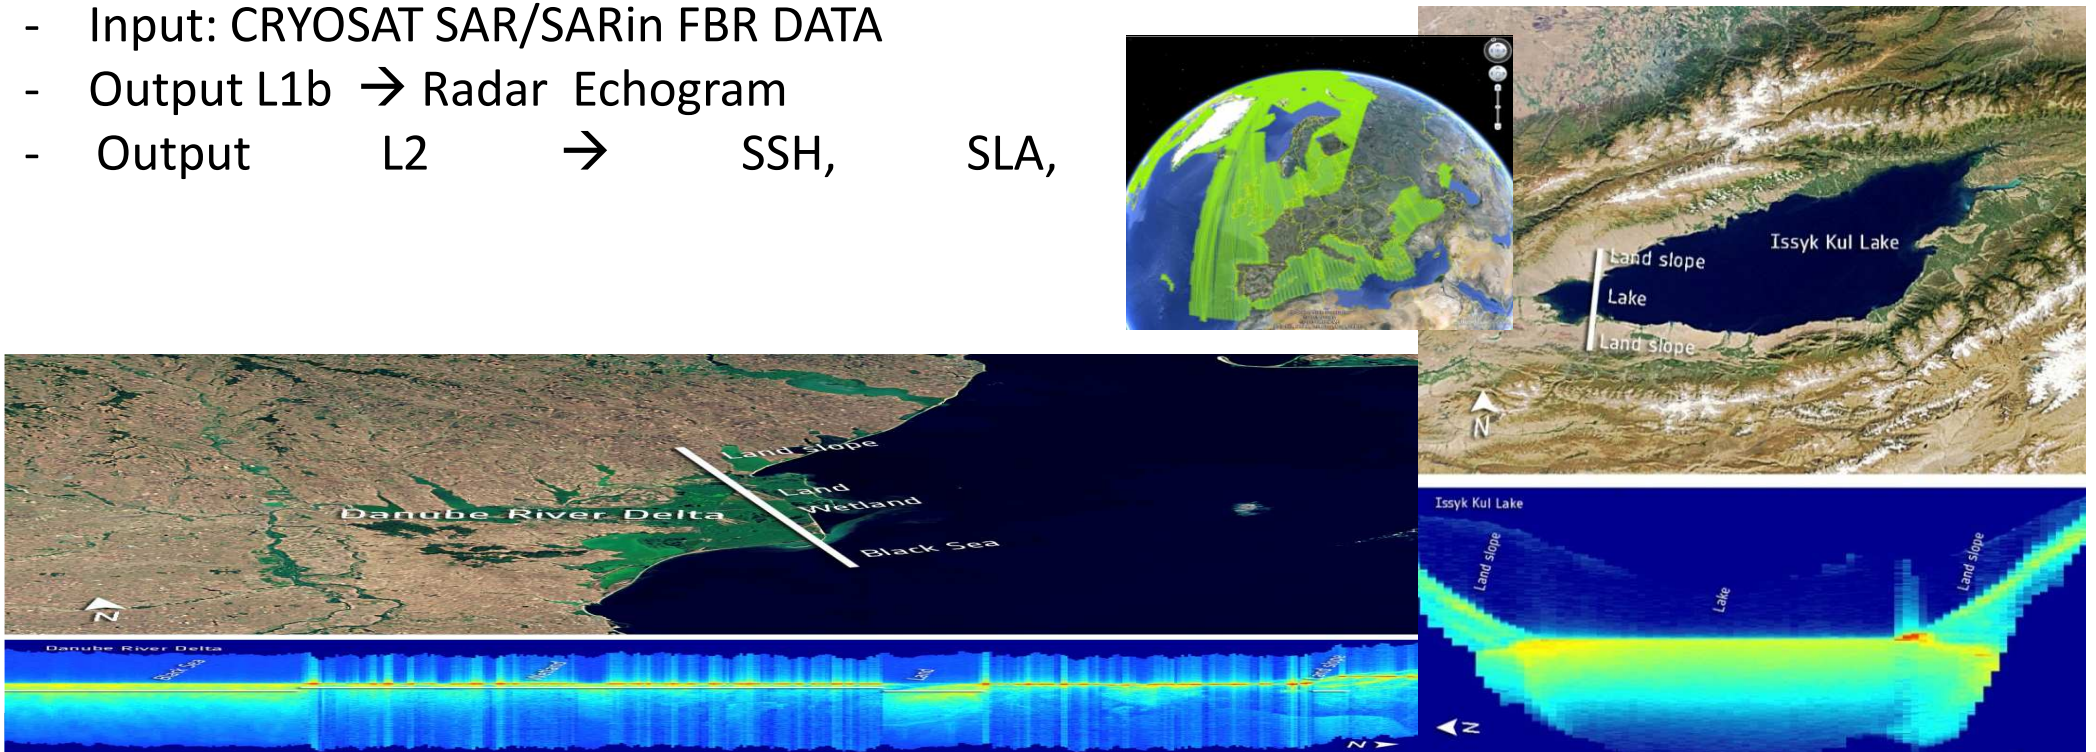 - Input: CRYOSAT SAR/SARin FBR DATA
- Output L1b → Radar Echogram
- Output L2 → SSH, SLA,
Issyk Kul Lake
Land slope
Lake
Land slope
N
Land slope
Land
Wetland
Danube River Delta
Black Sea
N
Issyk Kul Lake
Land slope
Lake
Land slope
N
Danube River Delta
Black Sea
Wetland
Land
Land slope
N